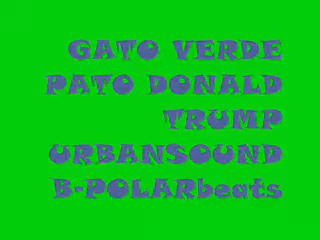 GATO VERDE
PATO DONALD
TRUMP
URBANSOUND
B-POLARbeats